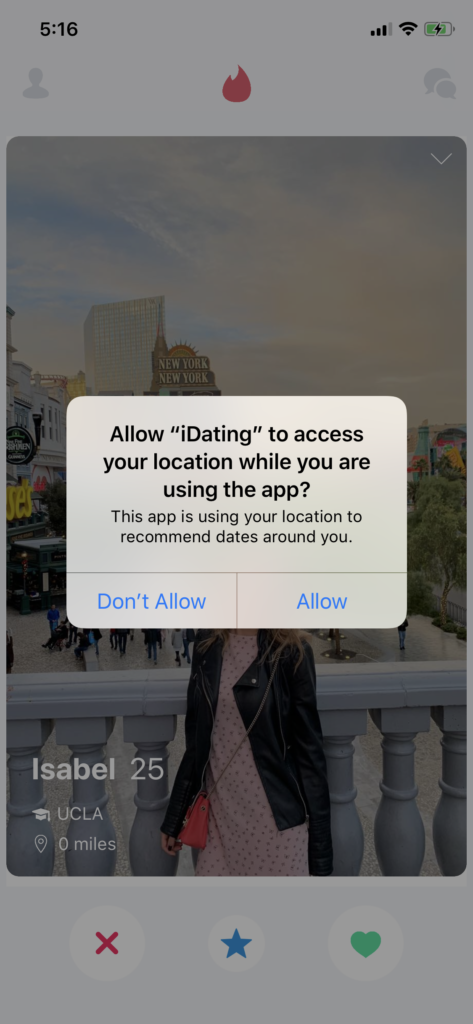 5:16
NEW YORK
NEW YORK
Allow “iDating” to access
your location while you are
using the app?
This app is using your location to
recommend dates around you.
Don’t Allow
Allow
Isabel 25
UCLA
0 miles